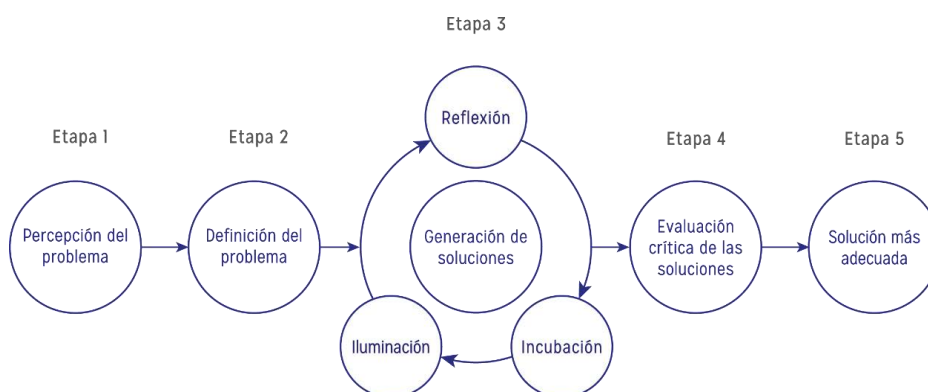 Etapa 3
Reflexión
Etapa 1
Etapa 2
Etapa 4
Etapa 5
Percepción del
problema
Definición del
problema
Generación de
soluciones
Evaluación
crítica de las
soluciones
Solución más
adecuada
Iluminación
Incubación